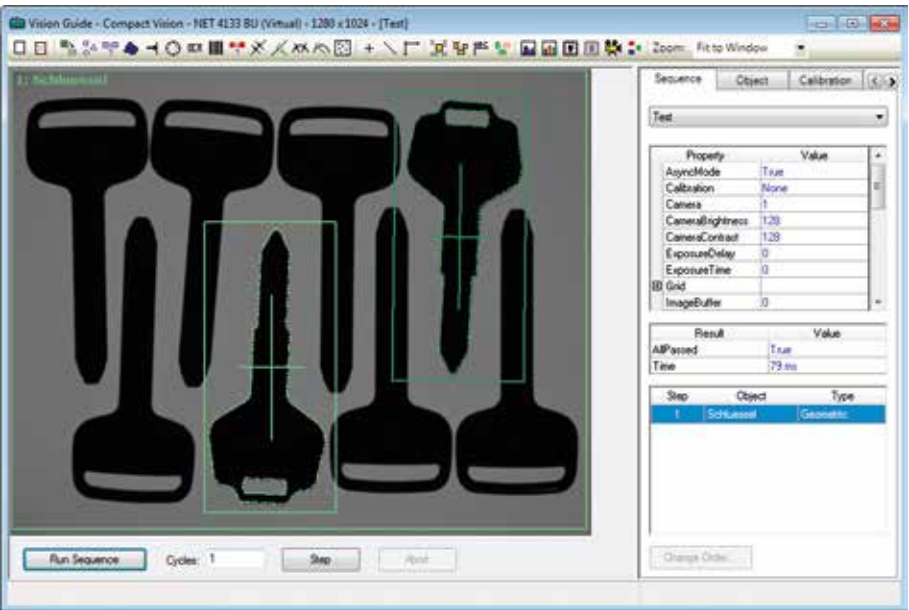 Vision Guide - Compact Vision - NET 4133 BU (Virtual) - 1280 x 1024 - [Test]
Zoom: Fit to Window
1: Schluessel
Sequence Object Calibration
Test
Property Value
AsyncMode True
Calibration None
Camera 1
CameraBrightness 128
CameraContrast 128
ExposureDelay 0
ExposureTime 0
Grid
ImageBuffer 0
Result Value
AllPassed True
Time 79 ms
Step Object Type
1 Schluessel Geometric
Run Sequence Cycles: 1 Step Abort
Change Order...